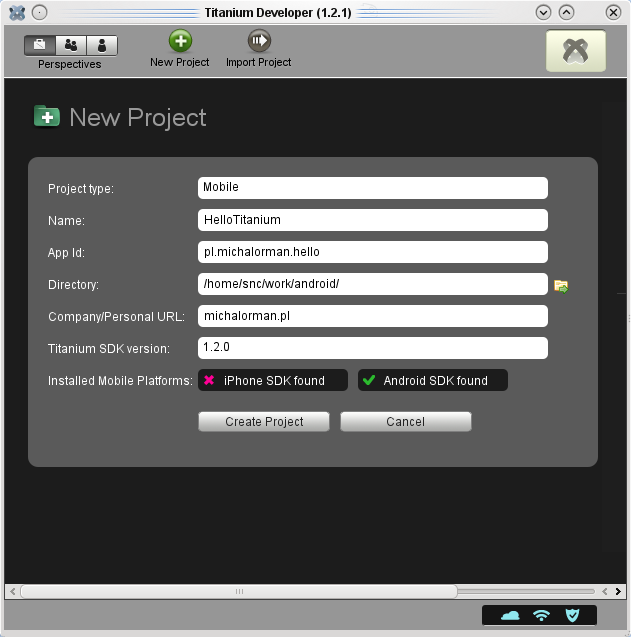 Titanium Developer (1.2.1)
Perspectives
New Project
Import Project
New Project
Project type: Mobile
Name: HelloTitanium
App Id: pl.michalorman.hello
Directory: /home/snc/work/android/
Company/Personal URL: michalorman.pl
Titanium SDK version: 1.2.0
Installed Mobile Platforms: iPhone SDK found Android SDK found
Create Project Cancel